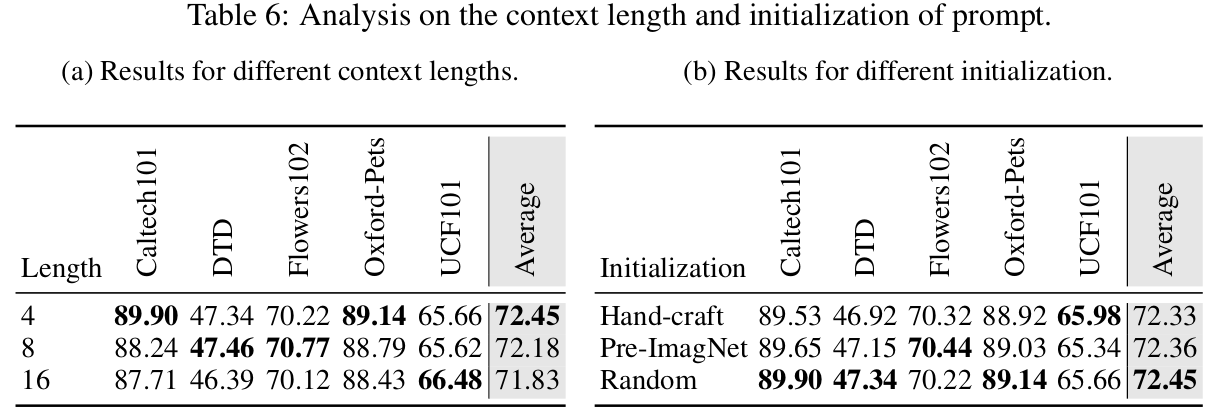 Table 6: Analysis on the context length and initialization of prompt.
(a) Results for different context lengths.
Length Caltech101 DTD Flowers102 Oxford-Pets UCF101 Average
4 89.90 47.34 70.22 89.14 65.66 72.45
8 88.24 47.46 70.77 88.79 65.62 72.18
16 87.71 46.39 70.12 88.43 66.48 71.83
(b) Results for different initialization.
Initialization Caltech101 DTD Flowers102 Oxford-Pets UCF101 Average
Hand-craft 89.53 46.92 70.32 88.92 65.98 72.33
Pre-ImagNet 89.65 47.15 70.44 89.03 65.34 72.36
Random 89.90 47.34 70.22 89.14 65.66 72.45